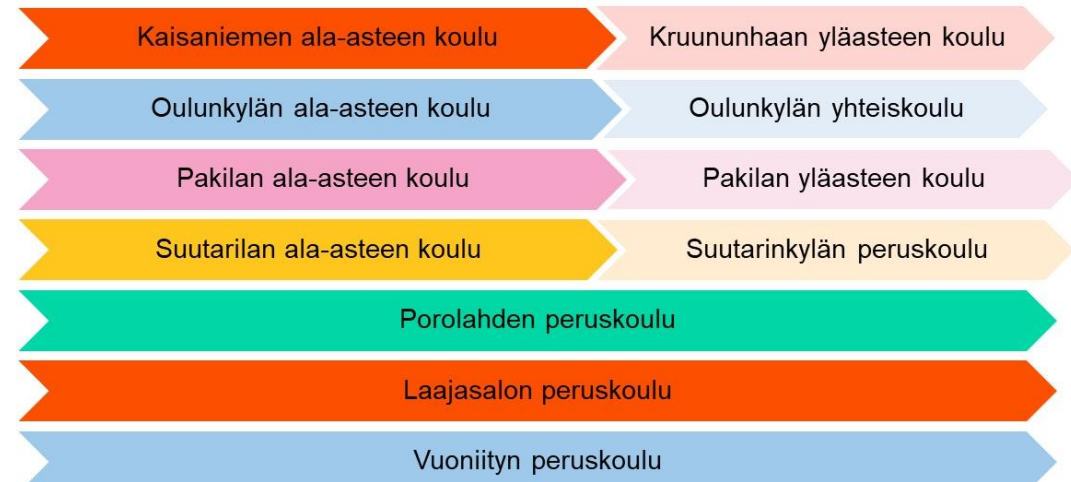 Kaisaniemen ala-asteen koulu Kruununhaan yläasteen koulu
Oulunkylän ala-asteen koulu Oulunkylän yhteiskoulu
Pakilan ala-asteen koulu Pakilan yläasteen koulu
Suutarilan ala-asteen koulu Suutarinkylän peruskoulu
Porolahden peruskoulu
Laajasalon peruskoulu
Vuoniityn peruskoulu